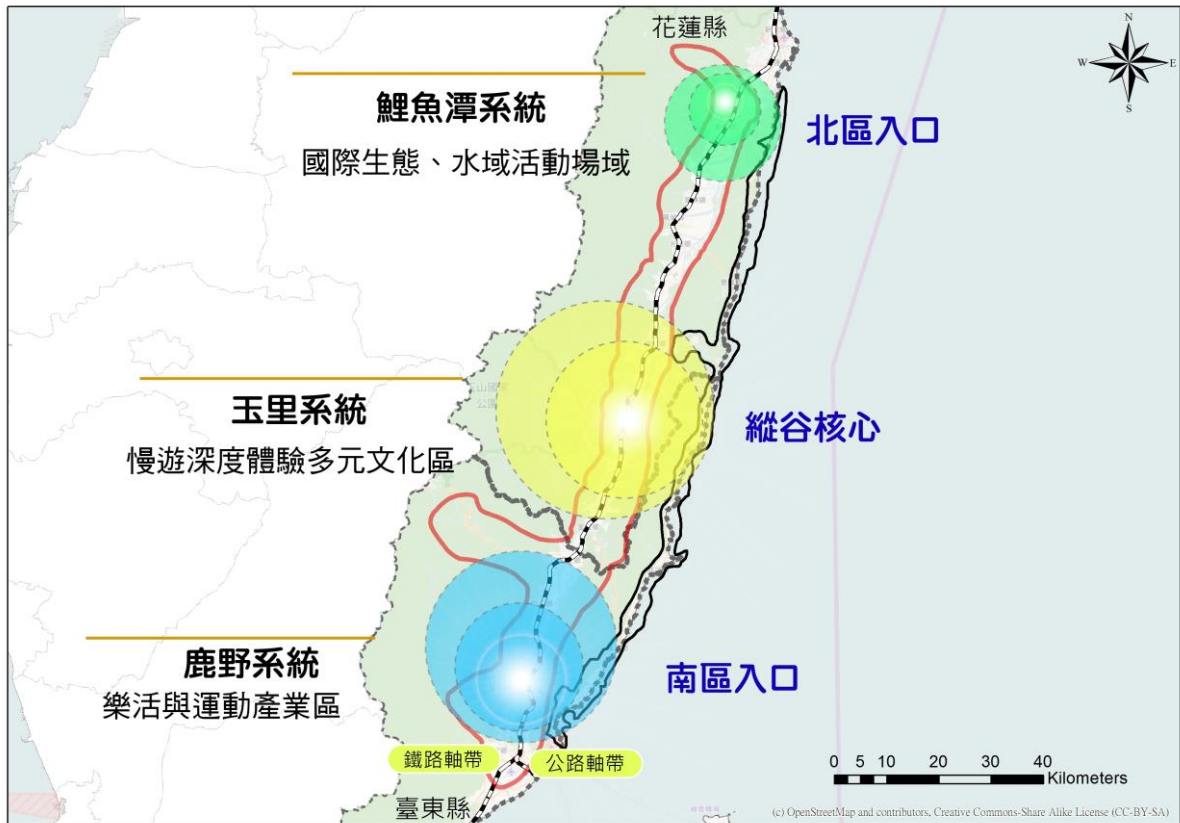 花蓮縣
N
W
E
S
鯉魚潭系統
國際生態、水域活動場域
北區入口
玉里系統
慢遊深度體驗多元文化區
縱谷核心
鹿野系統
樂活與運動產業區
南區入口
鐵路軸帶
公路軸帶
臺東縣
0 5 10 20 30 40
Kilometers
(c) OpenStreetMap and contributors, Creative Commons-Share Alike License (CC-BY-SA)